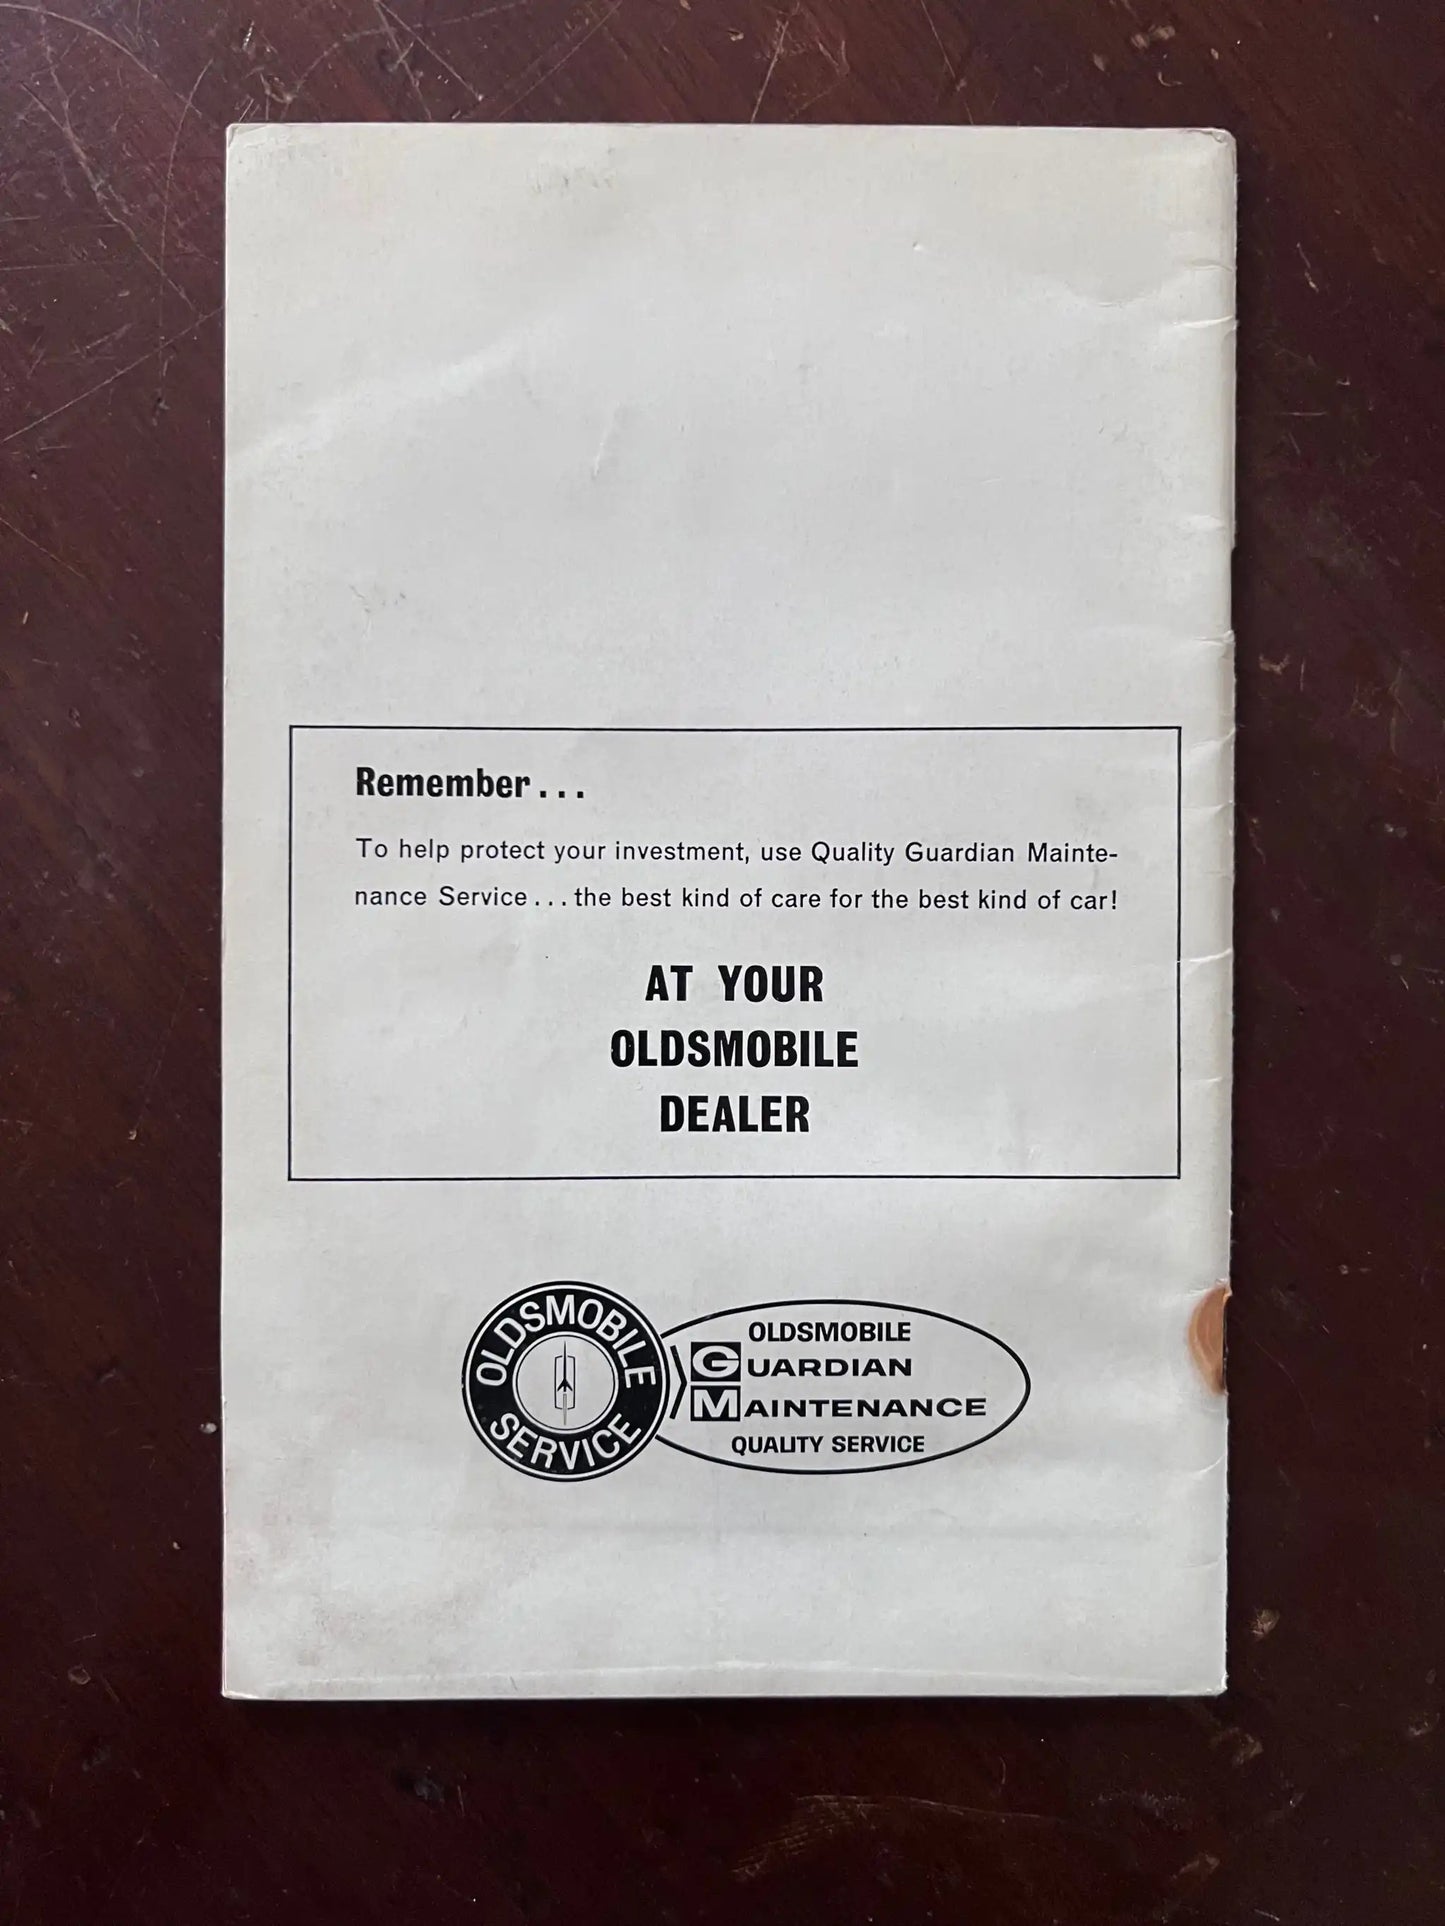 Remember...
To help protect your investment, use Quality Guardian Mainte-
nance Service...the best kind of care for the best kind of car!
AT YOUR
OLDSMOBILE
DEALER
OLDSMOBILE
SERVICE
OLDSMOBILE
GUARDIAN
MAINTENANCE
QUALITY SERVICE